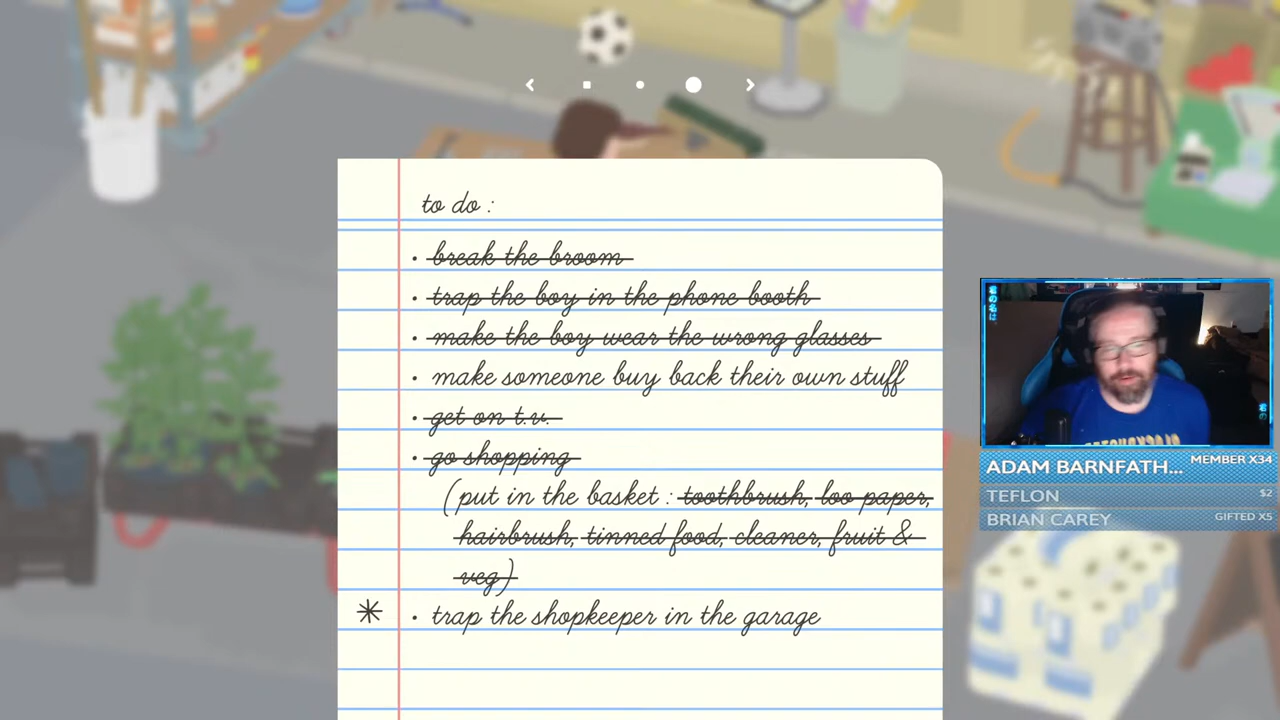 to do :
• break the broom
• trap the boy in the phone booth
• make the boy wear the wrong glasses
• make someone buy back their own stuff
• get on t.v.
• go shopping
(put in the basket : toothbrush, loo paper,
hairbrush, tinned food, cleaner, fruit &
veg)
* • trap the shopkeeper in the garage
ADAM BARNFATH... MEMBER X34
TEFLON $2
BRIAN CAREY GIFTED X5